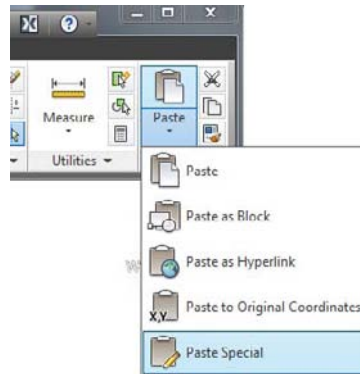 Measure
Paste
Utilities
Paste
Paste as Block
Paste as Hyperlink
X,Y...
Paste to Original Coordinates
Paste Special